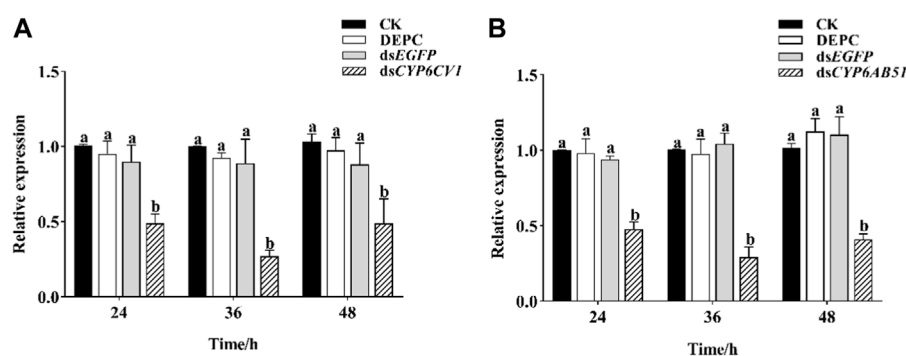 A
CK
DEPC
dsEGFP
dsCYP6CV1
Relative expression
1.5
1.0
0.5
0.0
a a a b
a a a b
a a a b
24 36 48
Time/h
B
CK
DEPC
dsEGFP
dsCYP6AB51
Relative expression
1.5
1.0
0.5
0.0
a a a b
a a a b
a a a b
24 36 48
Time/h